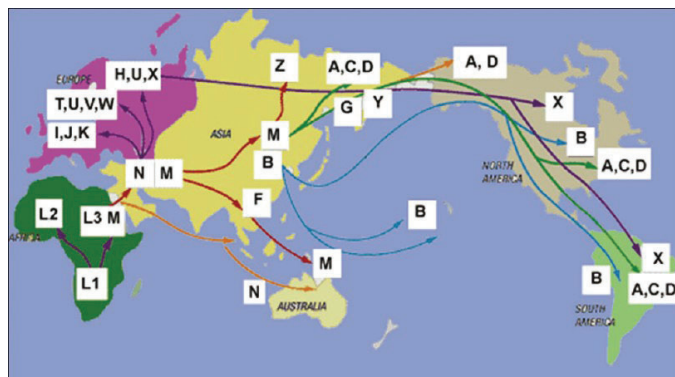 Z
A,C,D
A, D
H,U,X
EUROPE
T,U,V,W
G
Y
X
I,J,K
ASIA
M
B
B
N
M
NORTH
AMERICA
A,C,D
F
L2
L3 M
B
AFRICA
M
X
L1
N
AUSTRALIA
B
A,C,D
SOUTH
AMERICA